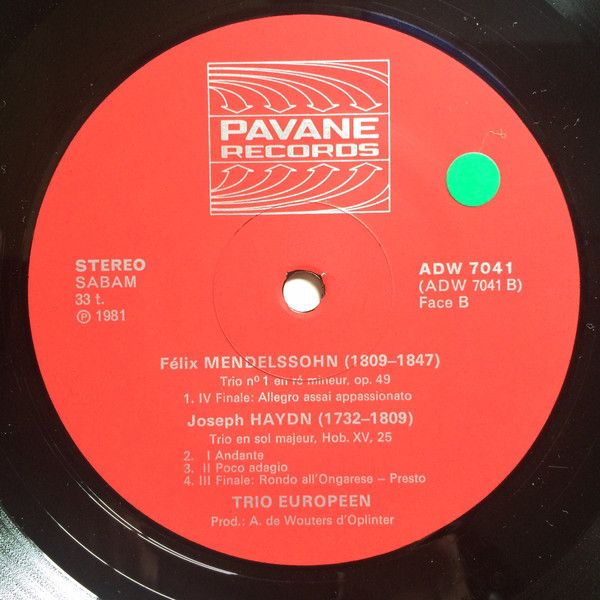 PAVANE
RECORDS
STEREO
SABAM
33 t.
℗ 1981
ADW 7041
(ADW 7041 B)
Face B
Félix MENDELSSOHN (1809–1847)
Trio nº 1 en ré mineur, op. 49
1. IV Finale: Allegro assai appassionato
Joseph HAYDN (1732–1809)
Trio en sol majeur, Hob. XV, 25
2. I Andante
3. II Poco adagio
4. III Finale: Rondo all'Ongarese – Presto
TRIO EUROPEEN
Prod.: A. de Wouters d'Oplinter